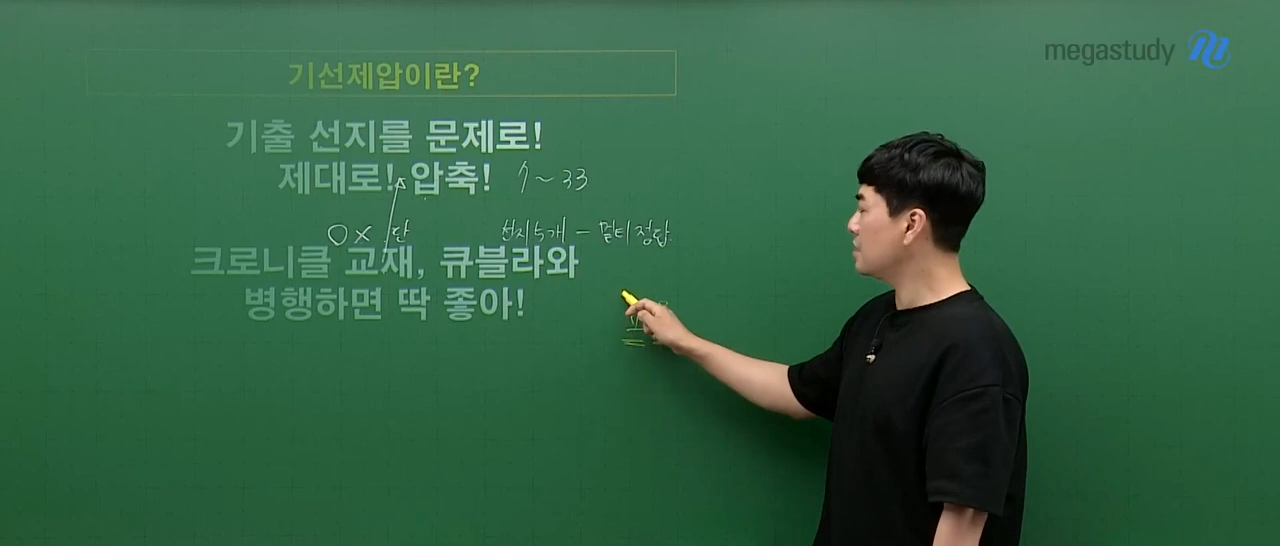 megastudy
기선제압이란?
기출 선지를 문제로!
제대로! 압축! 1~33
OX 단 선지 5개 - 멀티 정답
크로니클 교재, 큐블라와
병행하면 딱 좋아!